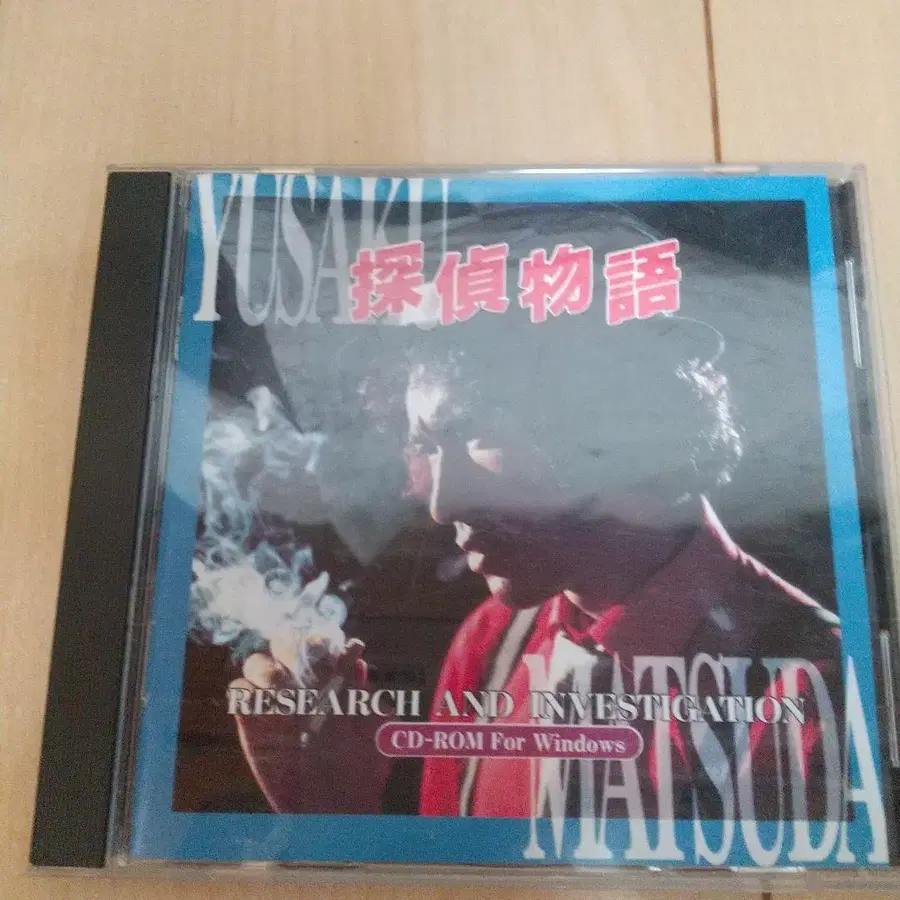 YUSAKU
探偵物語
RESEARCH AND INVESTIGATION
CD-ROM For Windows
MATSUDA